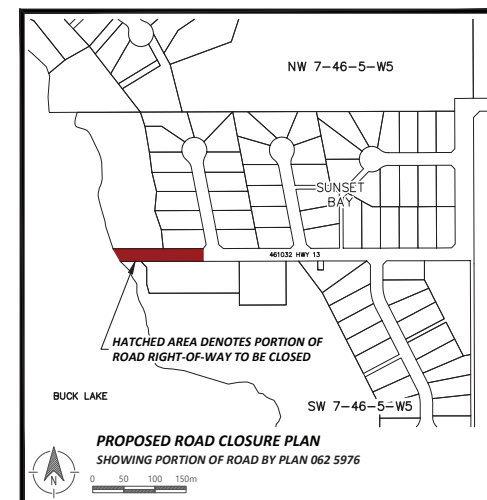 NW 7-46-5-W5
SUNSET
BAY
461032 HWY 13
HATCHED AREA DENOTES PORTION OF
ROAD RIGHT-OF-WAY TO BE CLOSED
BUCK LAKE
SW 7-46-5-W5
PROPOSED ROAD CLOSURE PLAN
SHOWING PORTION OF ROAD BY PLAN 062 5976
N
0 50 100 150m